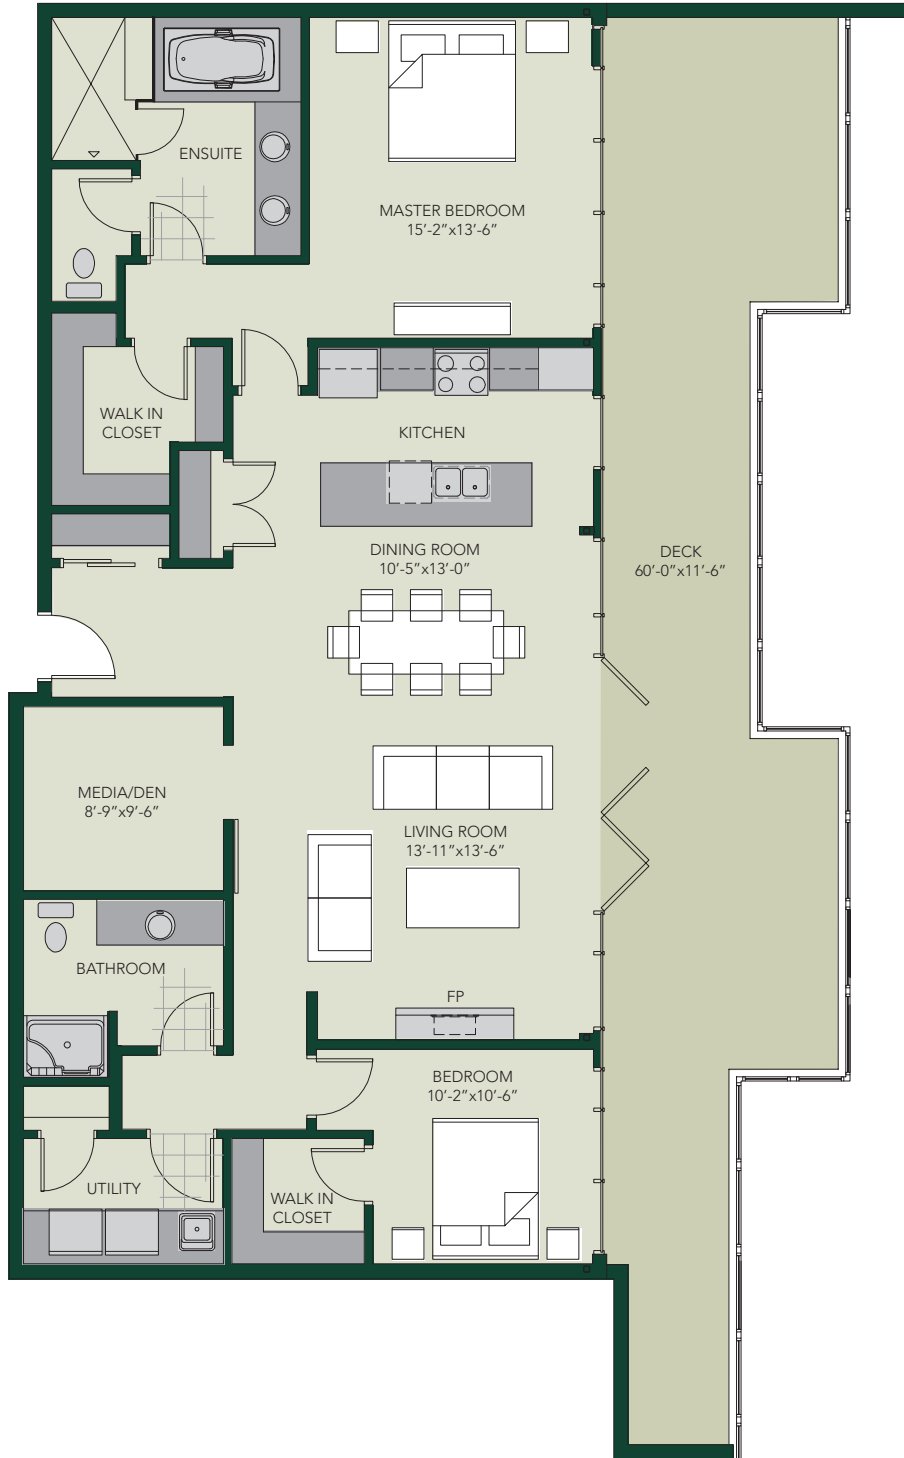 ENSUITE
MASTER BEDROOM
15'-2"x13'-6"
WALK IN
CLOSET
KITCHEN
DINING ROOM
10'-5"x13'-0"
DECK
60'-0"x11'-6"
MEDIA/DEN
8'-9"x9'-6"
LIVING ROOM
13'-11"x13'-6"
BATHROOM
FP
BEDROOM
10'-2"x10'-6"
UTILITY
WALK IN
CLOSET